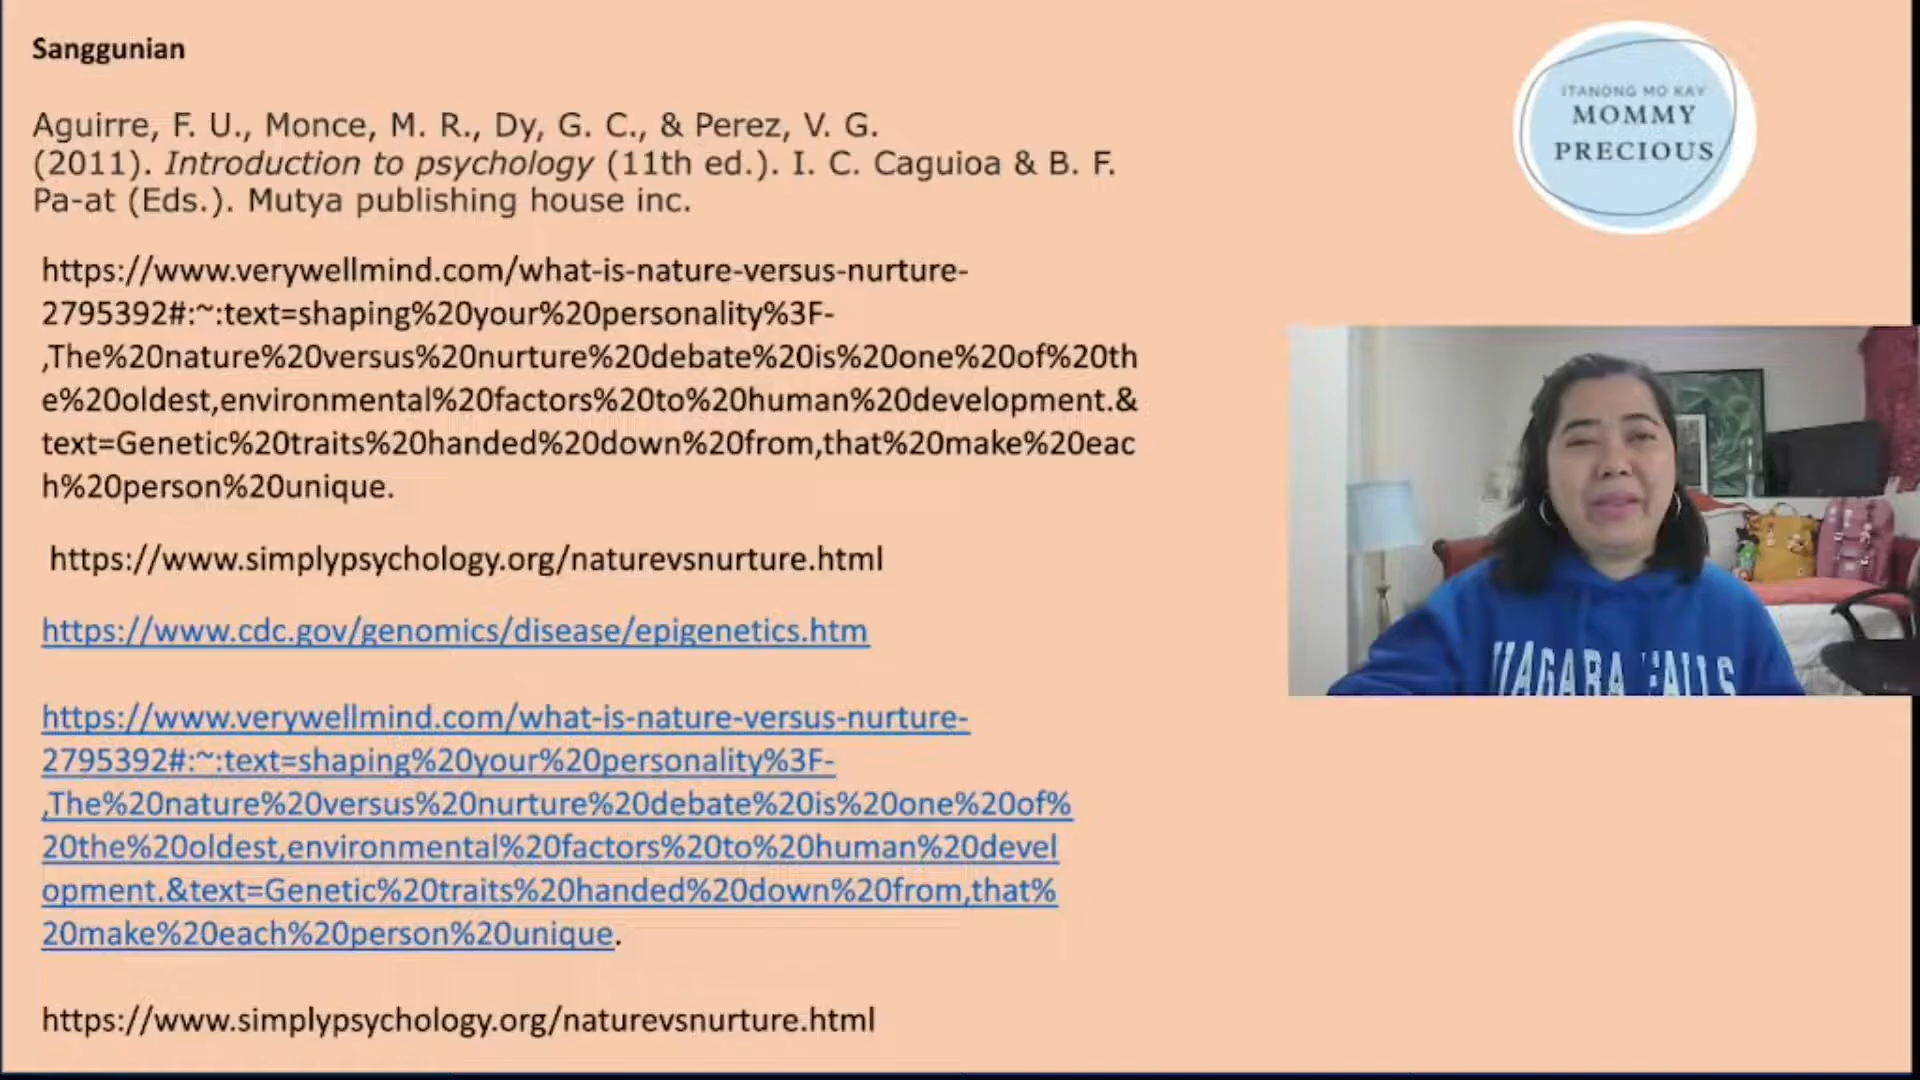 Sanggunian
Aguirre, F. U., Monce, M. R., Dy, G. C., & Perez, V. G.
(2011). Introduction to psychology (11th ed.). I. C. Caguioa & B. F.
Pa-at (Eds.). Mutya publishing house inc.
https://www.verywellmind.com/what-is-nature-versus-nurture-
2795392#:~:text=shaping%20your%20personality%3F-
,The%20nature%20versus%20nurture%20debate%20is%20one%20of%20th
e%20oldest,environmental%20factors%20to%20human%20development.&
text=Genetic%20traits%20handed%20down%20from,that%20make%20eac
h%20person%20unique.
https://www.simplypsychology.org/naturevsnurture.html
https://www.cdc.gov/genomics/disease/epigenetics.htm
https://www.verywellmind.com/what-is-nature-versus-nurture-
2795392#:~:text=shaping%20your%20personality%3F-
,The%20nature%20versus%20nurture%20debate%20is%20one%20of%
20the%20oldest,environmental%20factors%20to%20human%20devel
opment.&text=Genetic%20traits%20handed%20down%20from,that%
20make%20each%20person%20unique.
https://www.simplypsychology.org/naturevsnurture.html
ITANONG MO KAY
MOMMY
PRECIOUS
NIAGARA FALLS